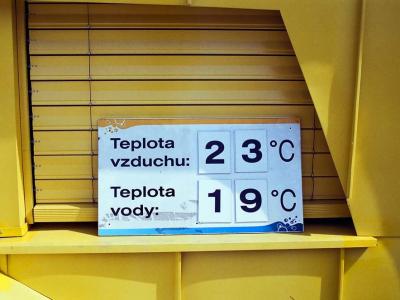 Teplota
vzduchu: 23 °C
Teplota
vody: 19 °C